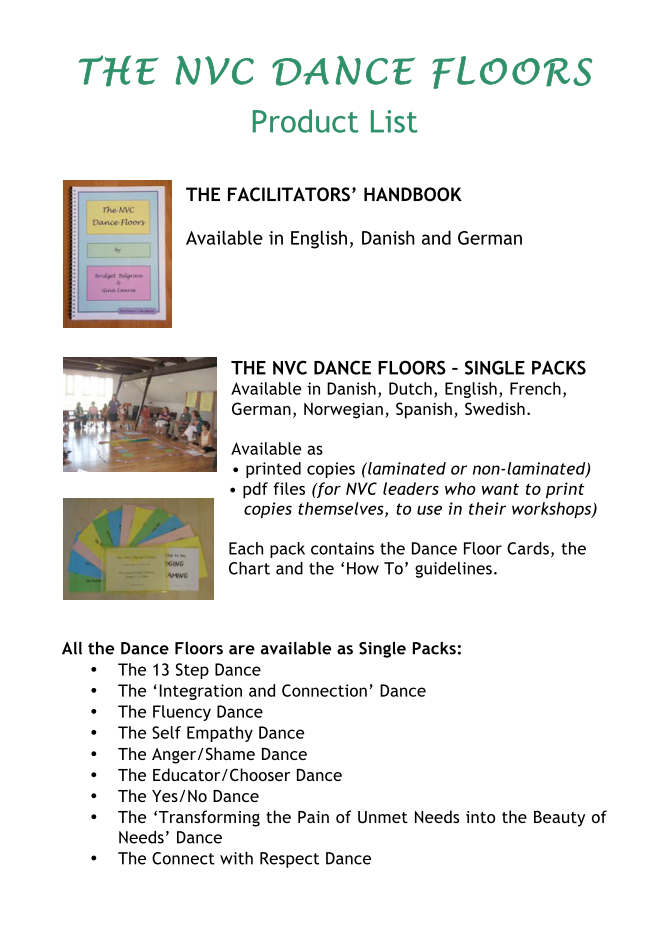 THE NVC DANCE FLOORS
Product List
The NVC
Dance Floors
by
Bridget Belgrave
&
Gina Lawrie
THE FACILITATORS’ HANDBOOK
Available in English, Danish and German
THE NVC DANCE FLOORS – SINGLE PACKS
Available in Danish, Dutch, English, French,
German, Norwegian, Spanish, Swedish.
Available as
• printed copies (laminated or non-laminated)
• pdf files (for NVC leaders who want to print
copies themselves, to use in their workshops)
Each pack contains the Dance Floor Cards, the
Chart and the ‘How To’ guidelines.
All the Dance Floors are available as Single Packs:
• The 13 Step Dance
• The ‘Integration and Connection’ Dance
• The Fluency Dance
• The Self Empathy Dance
• The Anger/Shame Dance
• The Educator/Chooser Dance
• The Yes/No Dance
• The ‘Transforming the Pain of Unmet Needs into the Beauty of
Needs’ Dance
• The Connect with Respect Dance